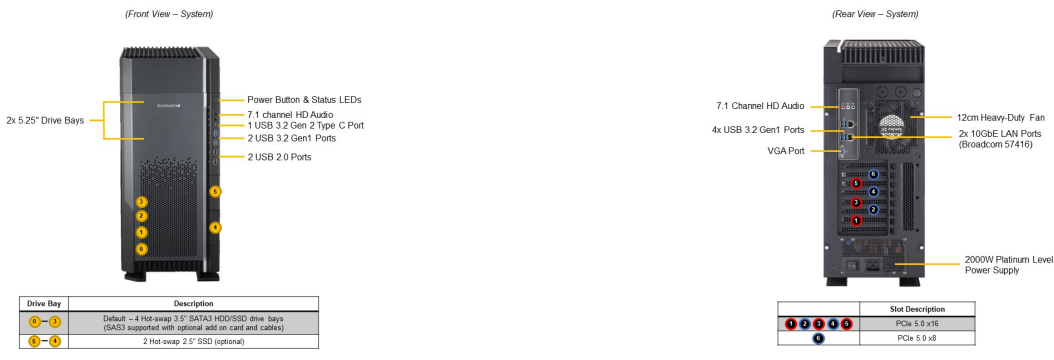 (Front View – System)
2x 5.25" Drive Bays
SUPERMICRO
Power Button & Status LEDs
7.1 channel HD Audio
1 USB 3.2 Gen 2 Type C Port
2 USB 3.2 Gen1 Ports
2 USB 2.0 Ports
5
4
3
2
1
0
Drive Bay Description
0 – 3 Default – 4 Hot-swap 3.5" SATA3 HDD/SSD drive bays
(SAS3 supported with optional add on card and cables)
5 – 4 2 Hot-swap 2.5" SSD (optional)
(Rear View – System)
7.1 Channel HD Audio
4x USB 3.2 Gen1 Ports
VGA Port
12cm Heavy-Duty Fan
2x 10GbE LAN Ports
(Broadcom 57416)
6
5
4
3
2
1
2000W Platinum Level
Power Supply
Slot Description
1 2 3 4 5 PCIe 5.0 x16
6 PCIe 5.0 x8